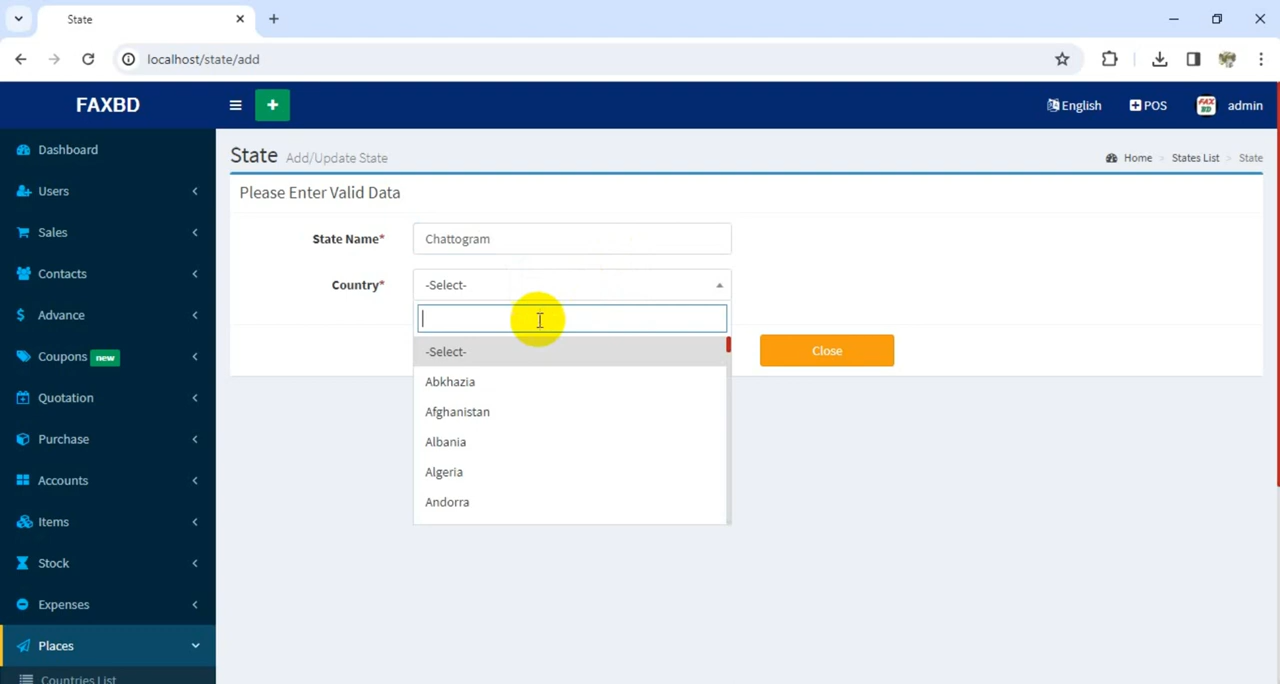 State
localhost/state/add
FAXBD
English
POS
admin
Dashboard
Users
Sales
Contacts
Advance
Coupons new
Quotation
Purchase
Accounts
Items
Stock
Expenses
Places
Countries List
State Add/Update State
Home > States List > State
Please Enter Valid Data
State Name* Chattogram
Country* -Select-
-Select-
Abkhazia
Afghanistan
Albania
Algeria
Andorra
Close